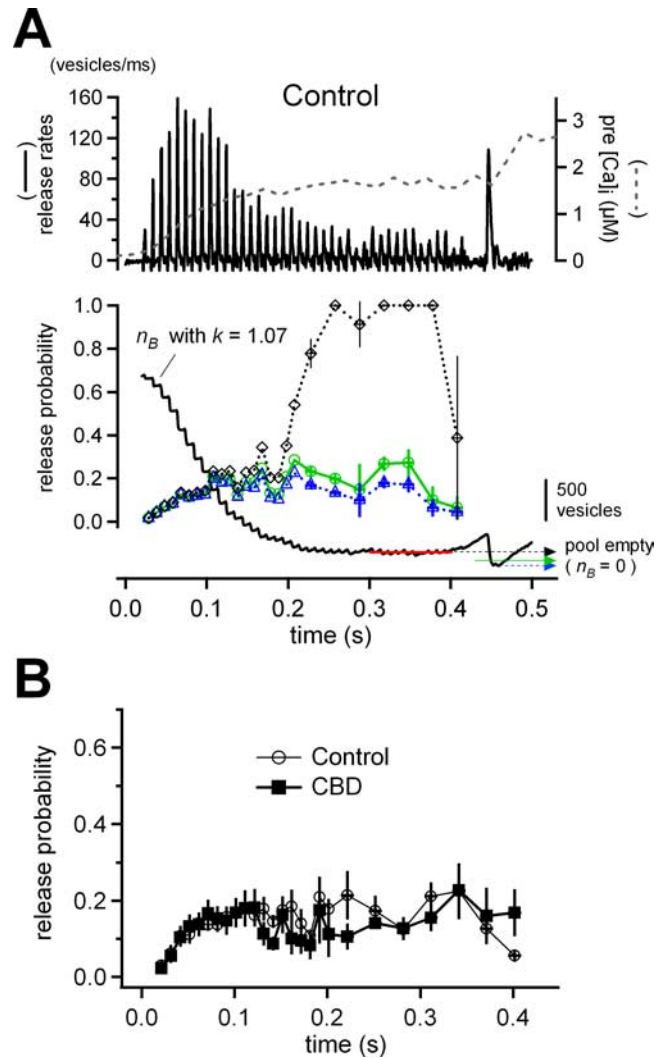 A
(vesicles/ms)
Control
160
120
80
40
0
(—)
release rates
3
2
1
0
pre [Ca]i (μM)
(---)
1.0
0.8
0.6
0.4
0.2
0.0
release probability
nB with k = 1.07
500
vesicles
pool empty
( nB = 0 )
0.0 0.1 0.2 0.3 0.4 0.5
time (s)
B
0.6
0.4
0.2
0.0
release probability
Control
CBD
0.0 0.1 0.2 0.3 0.4
time (s)